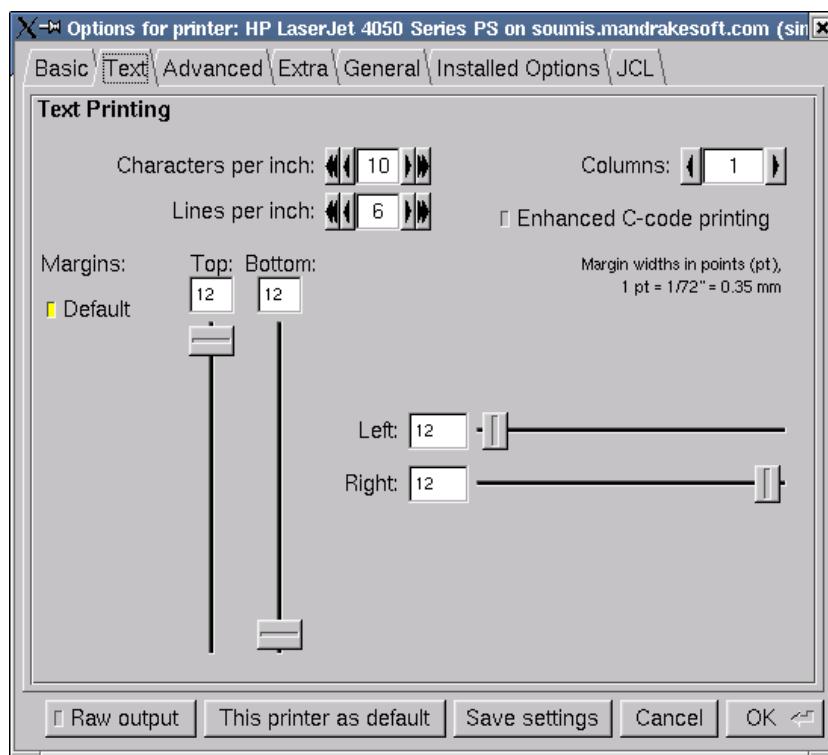 Options for printer: HP LaserJet 4050 Series PS on soumis.mandrakesoft.com (sin
Basic Text Advanced Extra General Installed Options JCL
Text Printing
Characters per inch: 10 Columns: 1
Lines per inch: 6 Enhanced C-code printing
Margins: Top: Bottom:
Margin widths in points (pt),
12 12 1 pt = 1/72" = 0.35 mm
Default
Left: 12
Right: 12
Raw output This printer as default Save settings Cancel OK